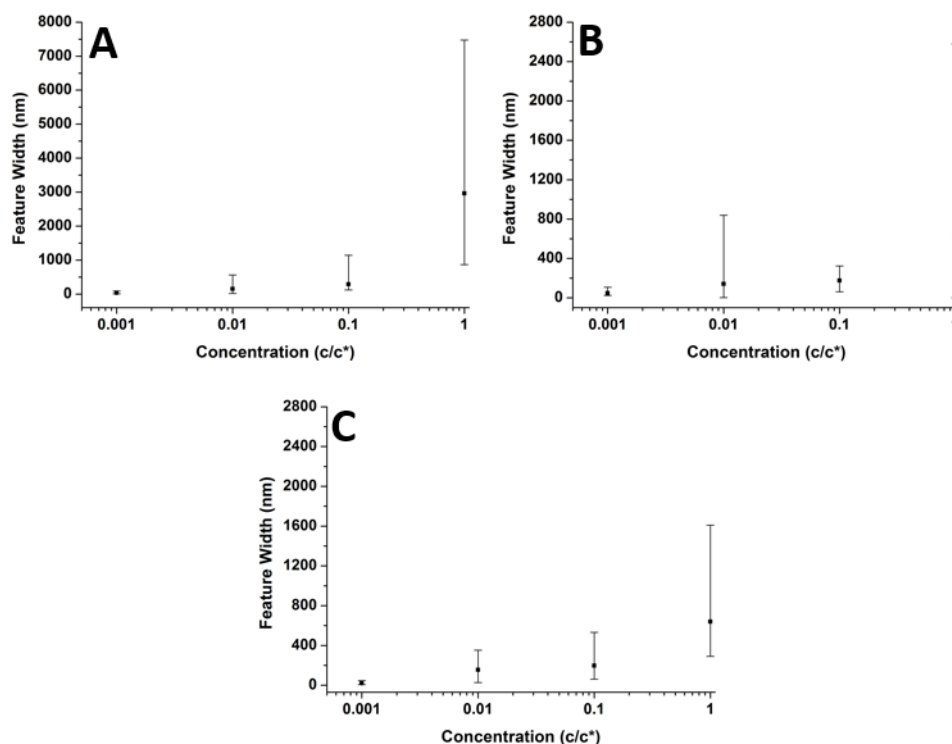 A
8000
7000
6000
5000
4000
3000
2000
1000
0
Feature Width (nm)
0.001 0.01 0.1 1
Concentration (c/c*)
B
2800
2400
2000
1600
1200
800
400
0
Feature Width (nm)
0.001 0.01 0.1
Concentration (c/c*)
C
2800
2400
2000
1600
1200
800
400
0
Feature Width (nm)
0.001 0.01 0.1 1
Concentration (c/c*)